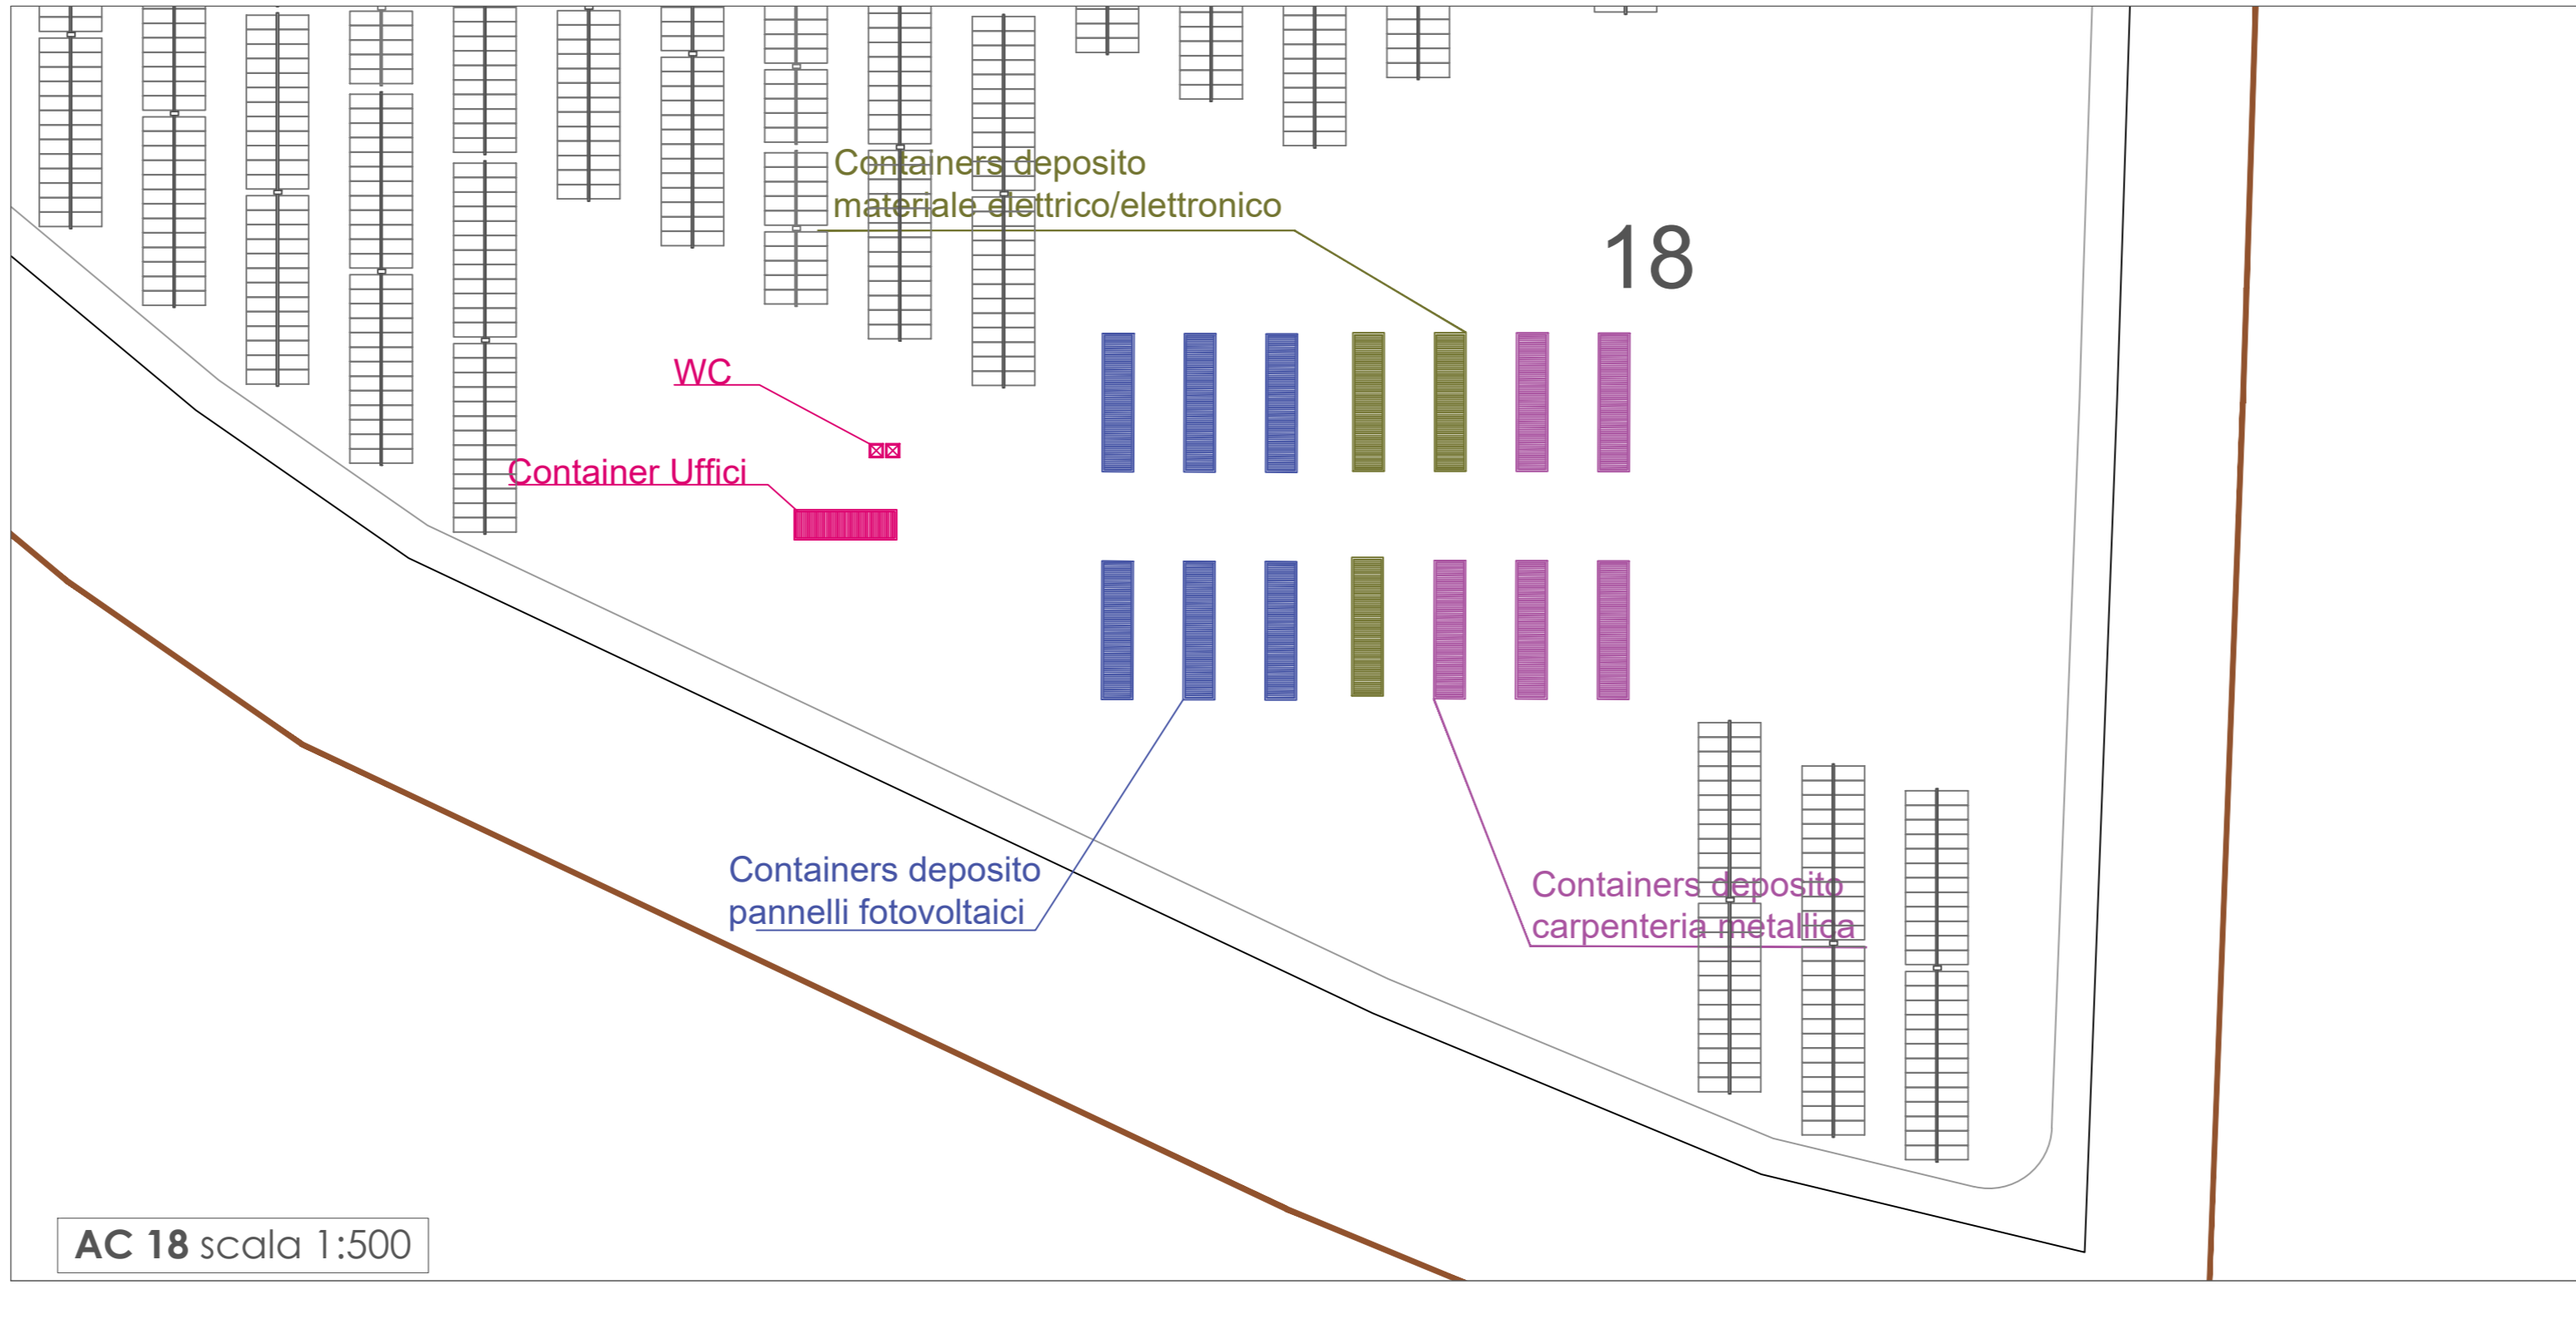 Containers deposito
materiale elettrico/elettronico
18
WC
Container Uffici
Containers deposito
pannelli fotovoltaici
Containers deposito
carpenteria metallica
AC 18 scala 1:500